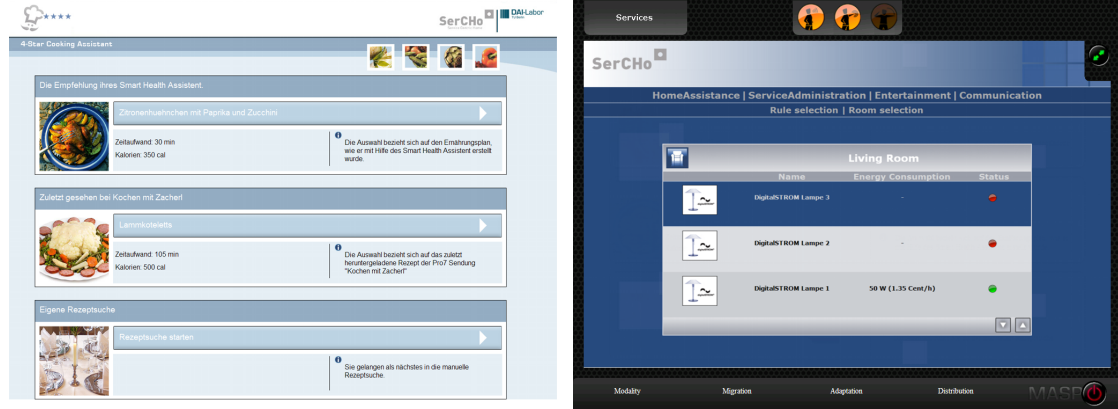 ★★★★
SerCHo
DAI-Labor
4-Star Cooking Assistant
Die Empfehlung ihres Smart Health Assistent.
Zitronenhuehnchen mit Paprika und Zucchini
Zeitaufwand: 30 min
Kalorien: 350 cal
Die Auswahl bezieht sich auf den Ernährungsplan,
wie er mit Hilfe des Smart Health Assistent erstellt
wurde.
Zuletzt gesehen bei Kochen mit Zacherl
Lammkoteletts
Zeitaufwand: 105 min
Kalorien: 500 cal
Die Auswahl bezieht sich auf das zuletzt
heruntergeladene Rezept der Pro7 Sendung
"Kochen mit Zacherl"
Eigene Rezeptsuche
Rezeptsuche starten
Sie gelangen als nächstes in die manuelle
Rezeptsuche.
Services
SerCHo
HomeAssistance | ServiceAdministration | Entertainment | Communication
Rule selection | Room selection
Living Room
Name Energy Consumption Status
DigitalSTROM Lampe 3 -
DigitalSTROM Lampe 2 -
DigitalSTROM Lampe 1 50 W (1.35 Cent/h)
Modality Migration Adaptation Distribution
MASP